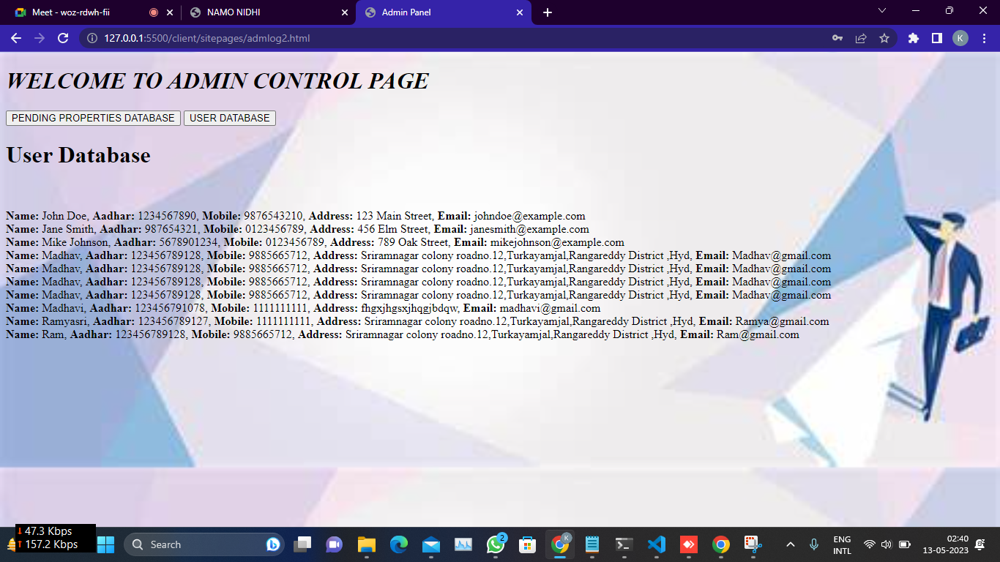 Meet - woz-rdwh-fii
NAMO NIDHI
Admin Panel
127.0.0.1:5500/client/sitepages/admlog2.html
K
WELCOME TO ADMIN CONTROL PAGE
PENDING PROPERTIES DATABASE
USER DATABASE
User Database
Name: John Doe, Aadhar: 1234567890, Mobile: 9876543210, Address: 123 Main Street, Email: johndoe@example.com
Name: Jane Smith, Aadhar: 987654321, Mobile: 0123456789, Address: 456 Elm Street, Email: janesmith@example.com
Name: Mike Johnson, Aadhar: 5678901234, Mobile: 0123456789, Address: 789 Oak Street, Email: mikejohnson@example.com
Name: Madhav, Aadhar: 123456789128, Mobile: 9885665712, Address: Sriramnagar colony roadno.12,Turkayamjal,Rangareddy District ,Hyd, Email: Madhav@gmail.com
Name: Madhav, Aadhar: 123456789128, Mobile: 9885665712, Address: Sriramnagar colony roadno.12,Turkayamjal,Rangareddy District ,Hyd, Email: Madhav@gmail.com
Name: Madhav, Aadhar: 123456789128, Mobile: 9885665712, Address: Sriramnagar colony roadno.12,Turkayamjal,Rangareddy District ,Hyd, Email: Madhav@gmail.com
Name: Madhav, Aadhar: 123456789128, Mobile: 9885665712, Address: Sriramnagar colony roadno.12,Turkayamjal,Rangareddy District ,Hyd, Email: Madhav@gmail.com
Name: Madhavi, Aadhar: 123456791078, Mobile: 1111111111, Address: fhgxjhgsxjhqgjbdqw, Email: madhavi@gmail.com
Name: Ramyasri, Aadhar: 123456789127, Mobile: 1111111111, Address: Sriramnagar colony roadno.12,Turkayamjal,Rangareddy District ,Hyd, Email: Ramya@gmail.com
Name: Ram, Aadhar: 123456789128, Mobile: 9885665712, Address: Sriramnagar colony roadno.12,Turkayamjal,Rangareddy District ,Hyd, Email: Ram@gmail.com
47.3 Kbps
157.2 Kbps
Search
2
K
ENG
INTL
02:40
13-05-2023